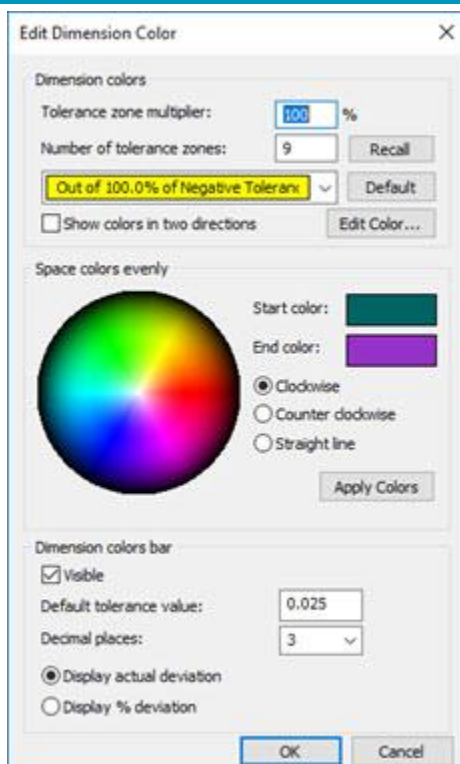 Edit Dimension Color
Dimension colors
Tolerance zone multiplier: 100 %
Number of tolerance zones: 9 Recall
Out of 100.0% of Negative Toleranc Default
Show colors in two directions Edit Color...
Space colors evenly
Start color:
End color:
Clockwise
Counter clockwise
Straight line
Apply Colors
Dimension colors bar
Visible
Default tolerance value: 0.025
Decimal places: 3
Display actual deviation
Display % deviation
OK Cancel